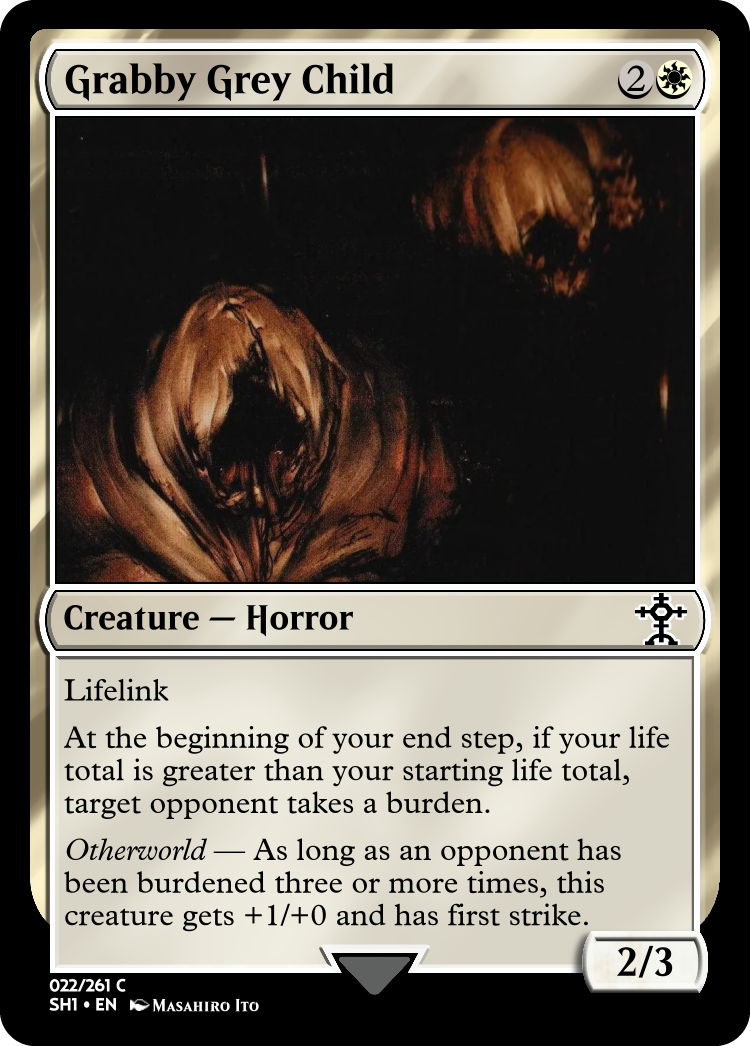 Grabby Grey Child 2
Creature — Horror
Lifelink
At the beginning of your end step, if your life
total is greater than your starting life total,
target opponent takes a burden.
Otherworld — As long as an opponent has
been burdened three or more times, this
creature gets +1/+0 and has first strike.
2/3
022/261 C
SH1 • EN Masahiro Ito